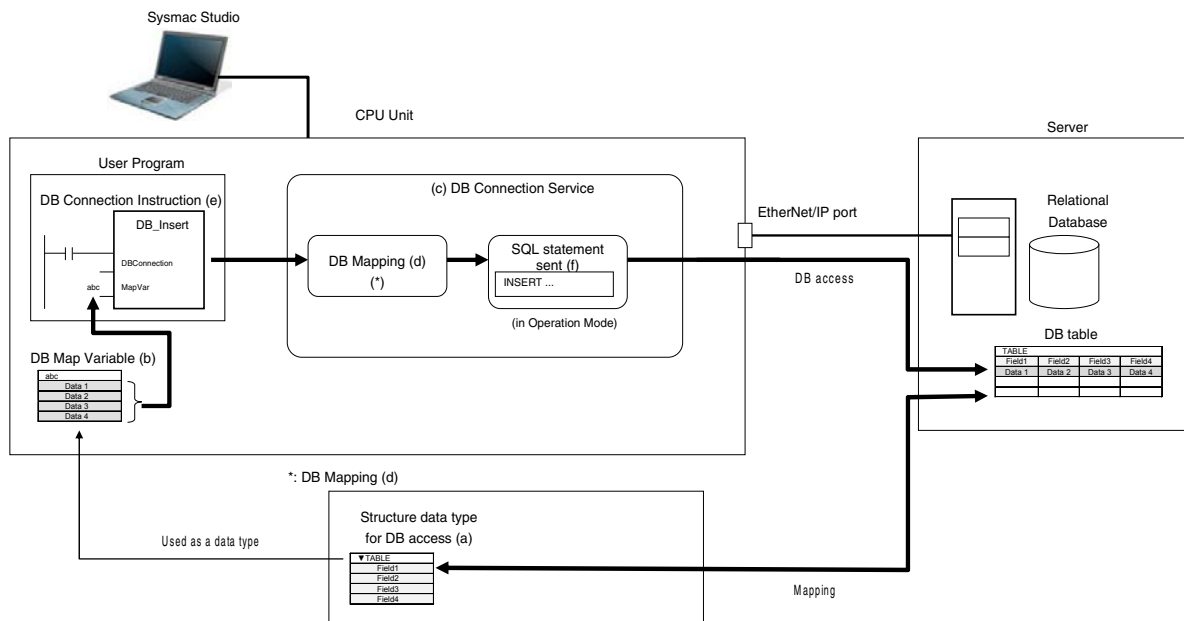 Sysmac Studio
CPU Unit
Server
User Program
DB Connection Instruction (e)
DB_Insert
DBConnection
abc
MapVar
(c) DB Connection Service
DB Mapping (d)
(*)
SQL statement
sent (f)
INSERT ...
(in Operation Mode)
EtherNet/IP port
DB access
Relational
Database
DB table
TABLE
Field1 Field2 Field3 Field4
Data 1 Data 2 Data 3 Data 4
DB Map Variable (b)
abc
Data 1
Data 2
Data 3
Data 4
*: DB Mapping (d)
Structure data type
for DB access (a)
▼TABLE
Field1
Field2
Field3
Field4
Used as a data type
Mapping